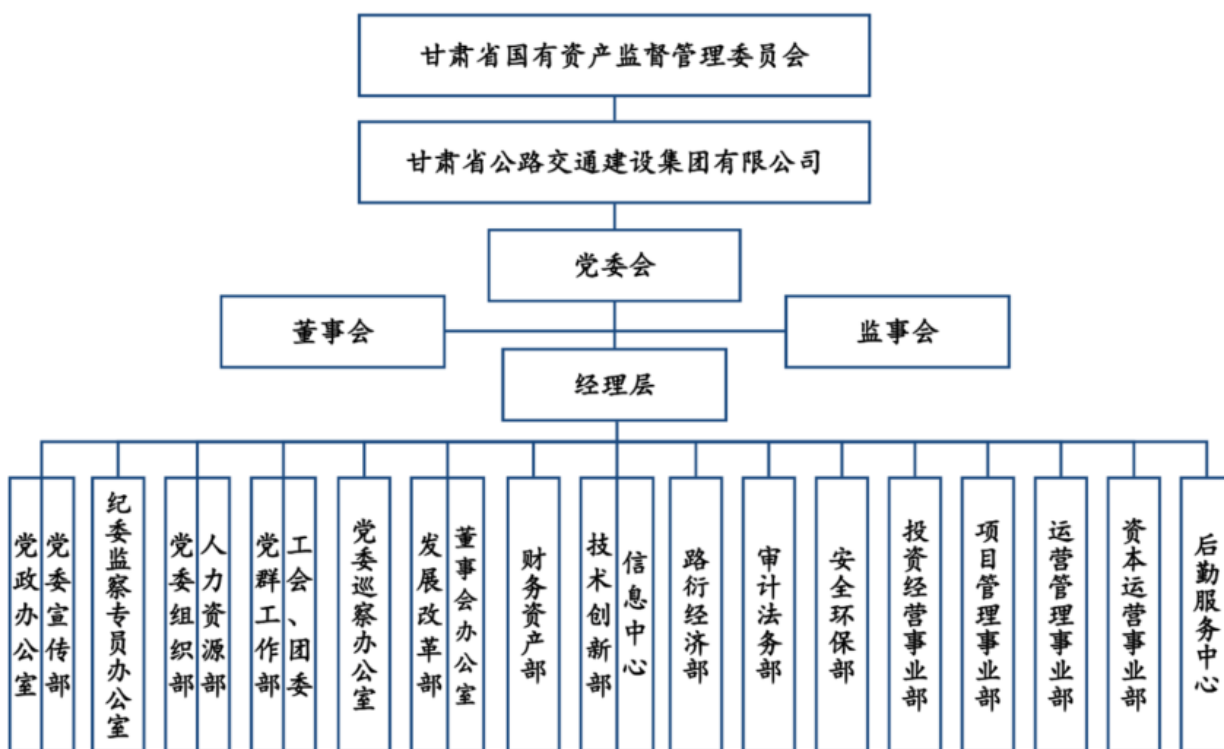 甘肃省国有资产监督管理委员会
甘肃省公路交通建设集团有限公司
党委会
董事会
监事会
经理层
党政办公室
党委宣传部
纪委监察专员办公室
党委组织部
人力资源部
党群工作部
工会、团委
党委巡察办公室
发展改革部
董事会办公室
财务资产部
技术创新部
信息中心
路衍经济部
审计法务部
安全环保部
投资经营事业部
项目管理事业部
运营管理事业部
资本运营事业部
后勤服务中心